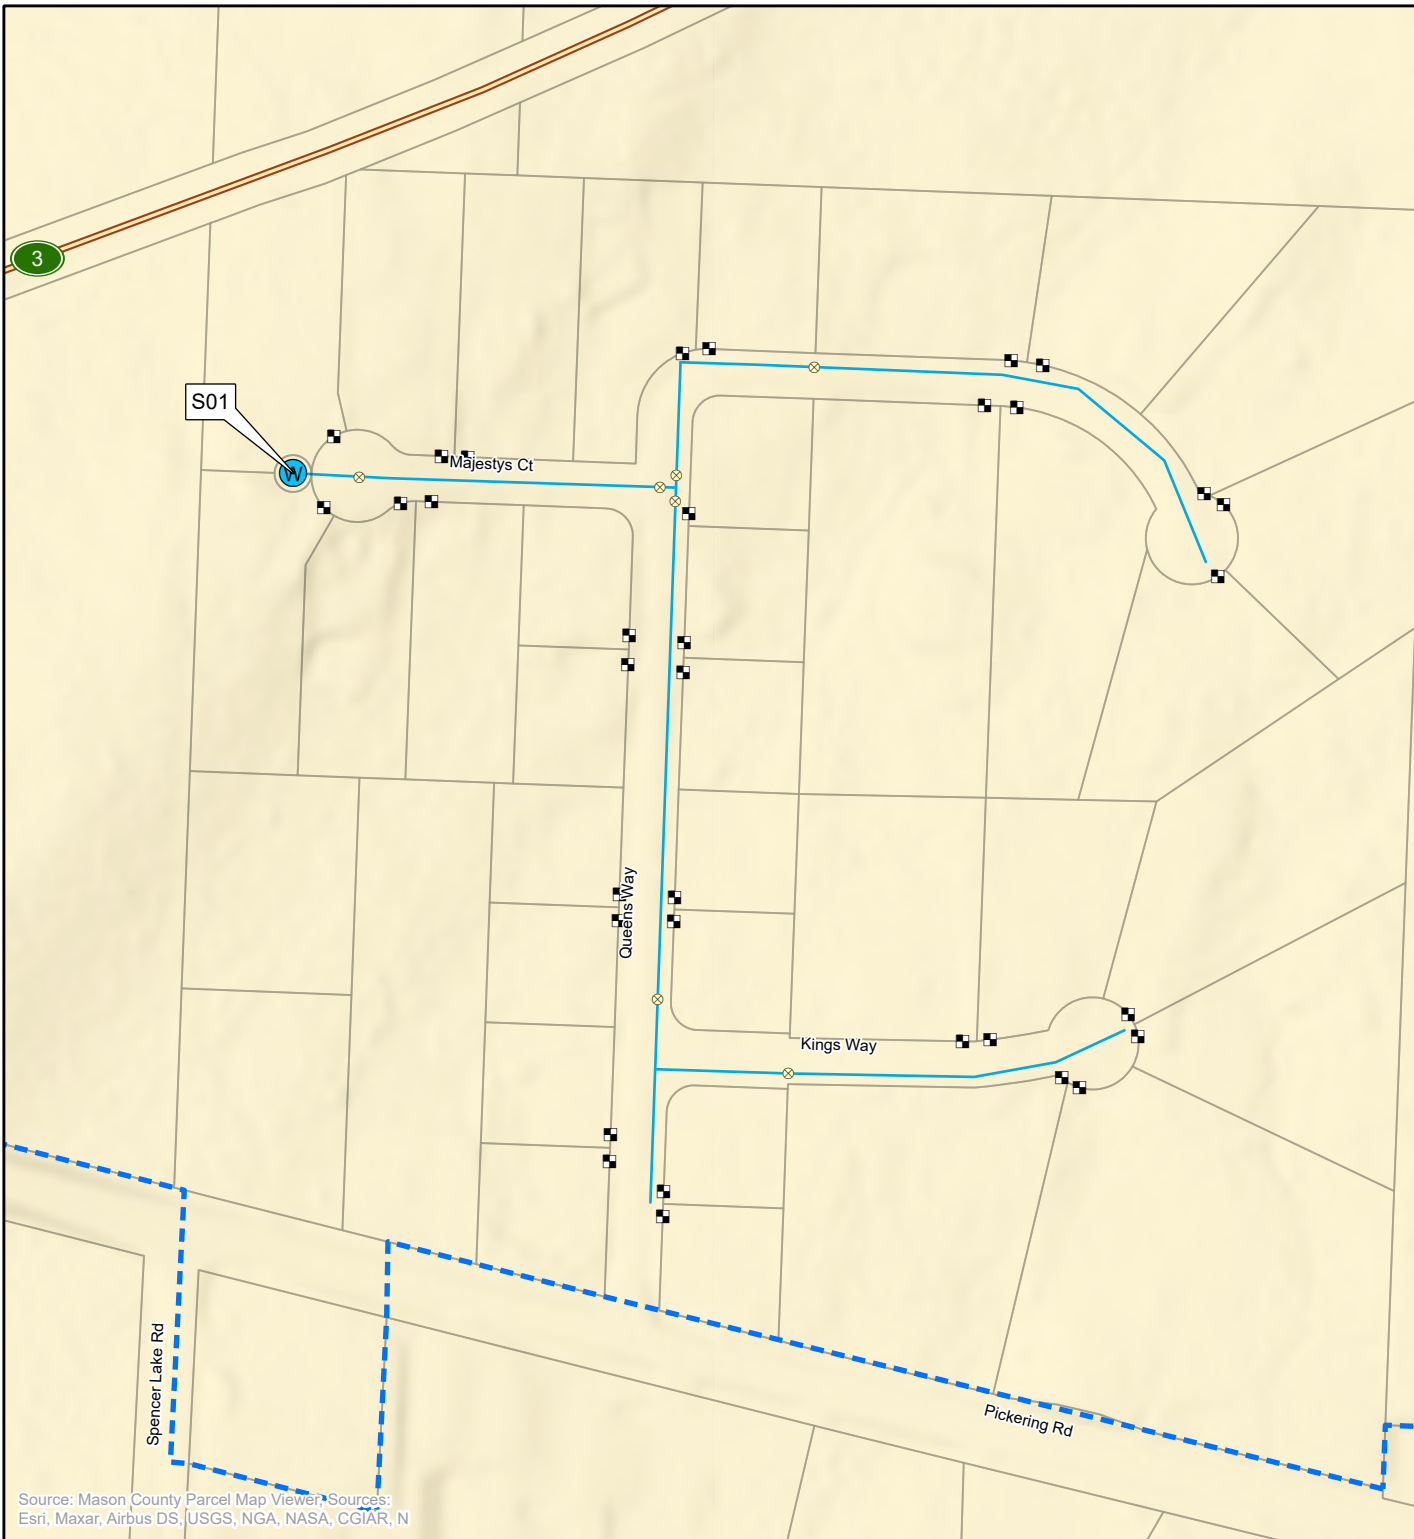 3
S01
W
Majestys Ct
Queens Way
Kings Way
Spencer Lake Rd
Pickering Rd
Source: Mason County Parcel Map Viewer, Sources:
Esri, Maxar, Airbus DS, USGS, NGA, NASA, CGIAR, N